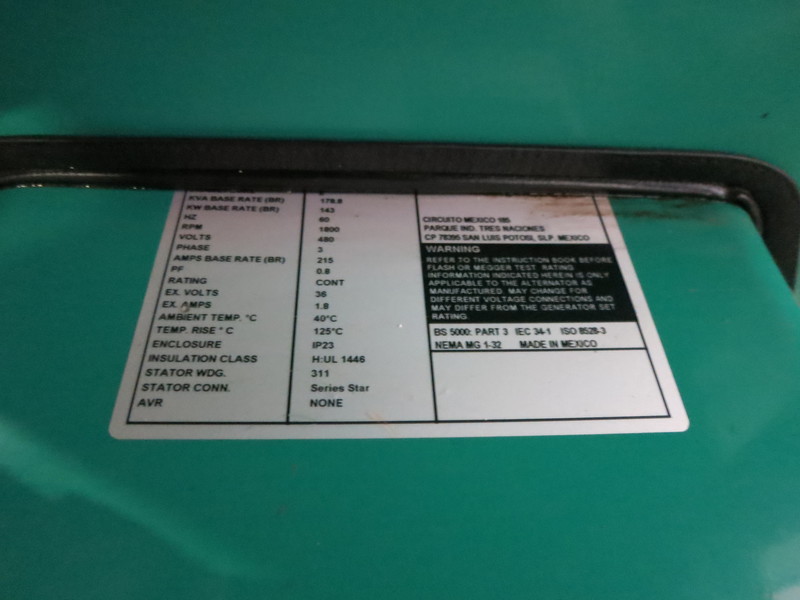 KVA BASE RATE (BR) 178.8
KW BASE RATE (BR) 143
HZ 60
RPM 1800
VOLTS 480
PHASE 3
AMPS BASE RATE (BR) 215
PF 0.8
RATING CONT
EX. VOLTS 36
EX. AMPS 1.8
AMBIENT TEMP. °C 40°C
TEMP. RISE ° C 125°C
ENCLOSURE IP23
INSULATION CLASS H:UL 1446
STATOR WDG. 311
STATOR CONN. Series Star
AVR NONE
CIRCUITO MEXICO 185
PARQUE IND. TRES NACIONES
CP 78395 SAN LUIS POTOSI, SLP. MEXICO
WARNING
REFER TO THE INSTRUCTION BOOK BEFORE
FLASH OR MEGGER TEST. RATING
INFORMATION INDICATED HEREIN IS ONLY
APPLICABLE TO THE ALTERNATOR AS
MANUFACTURED. MAY CHANGE FOR
DIFFERENT VOLTAGE CONNECTIONS AND
MAY DIFFER FROM THE GENERATOR SET
RATING.
BS 5000: PART 3 IEC 34-1 ISO 8528-3
NEMA MG 1-32 MADE IN MEXICO